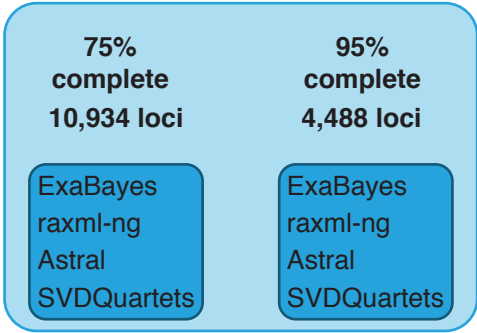 75%
complete
10,934 loci
ExaBayes
raxml-ng
Astral
SVDQuartets
95%
complete
4,488 loci
ExaBayes
raxml-ng
Astral
SVDQuartets